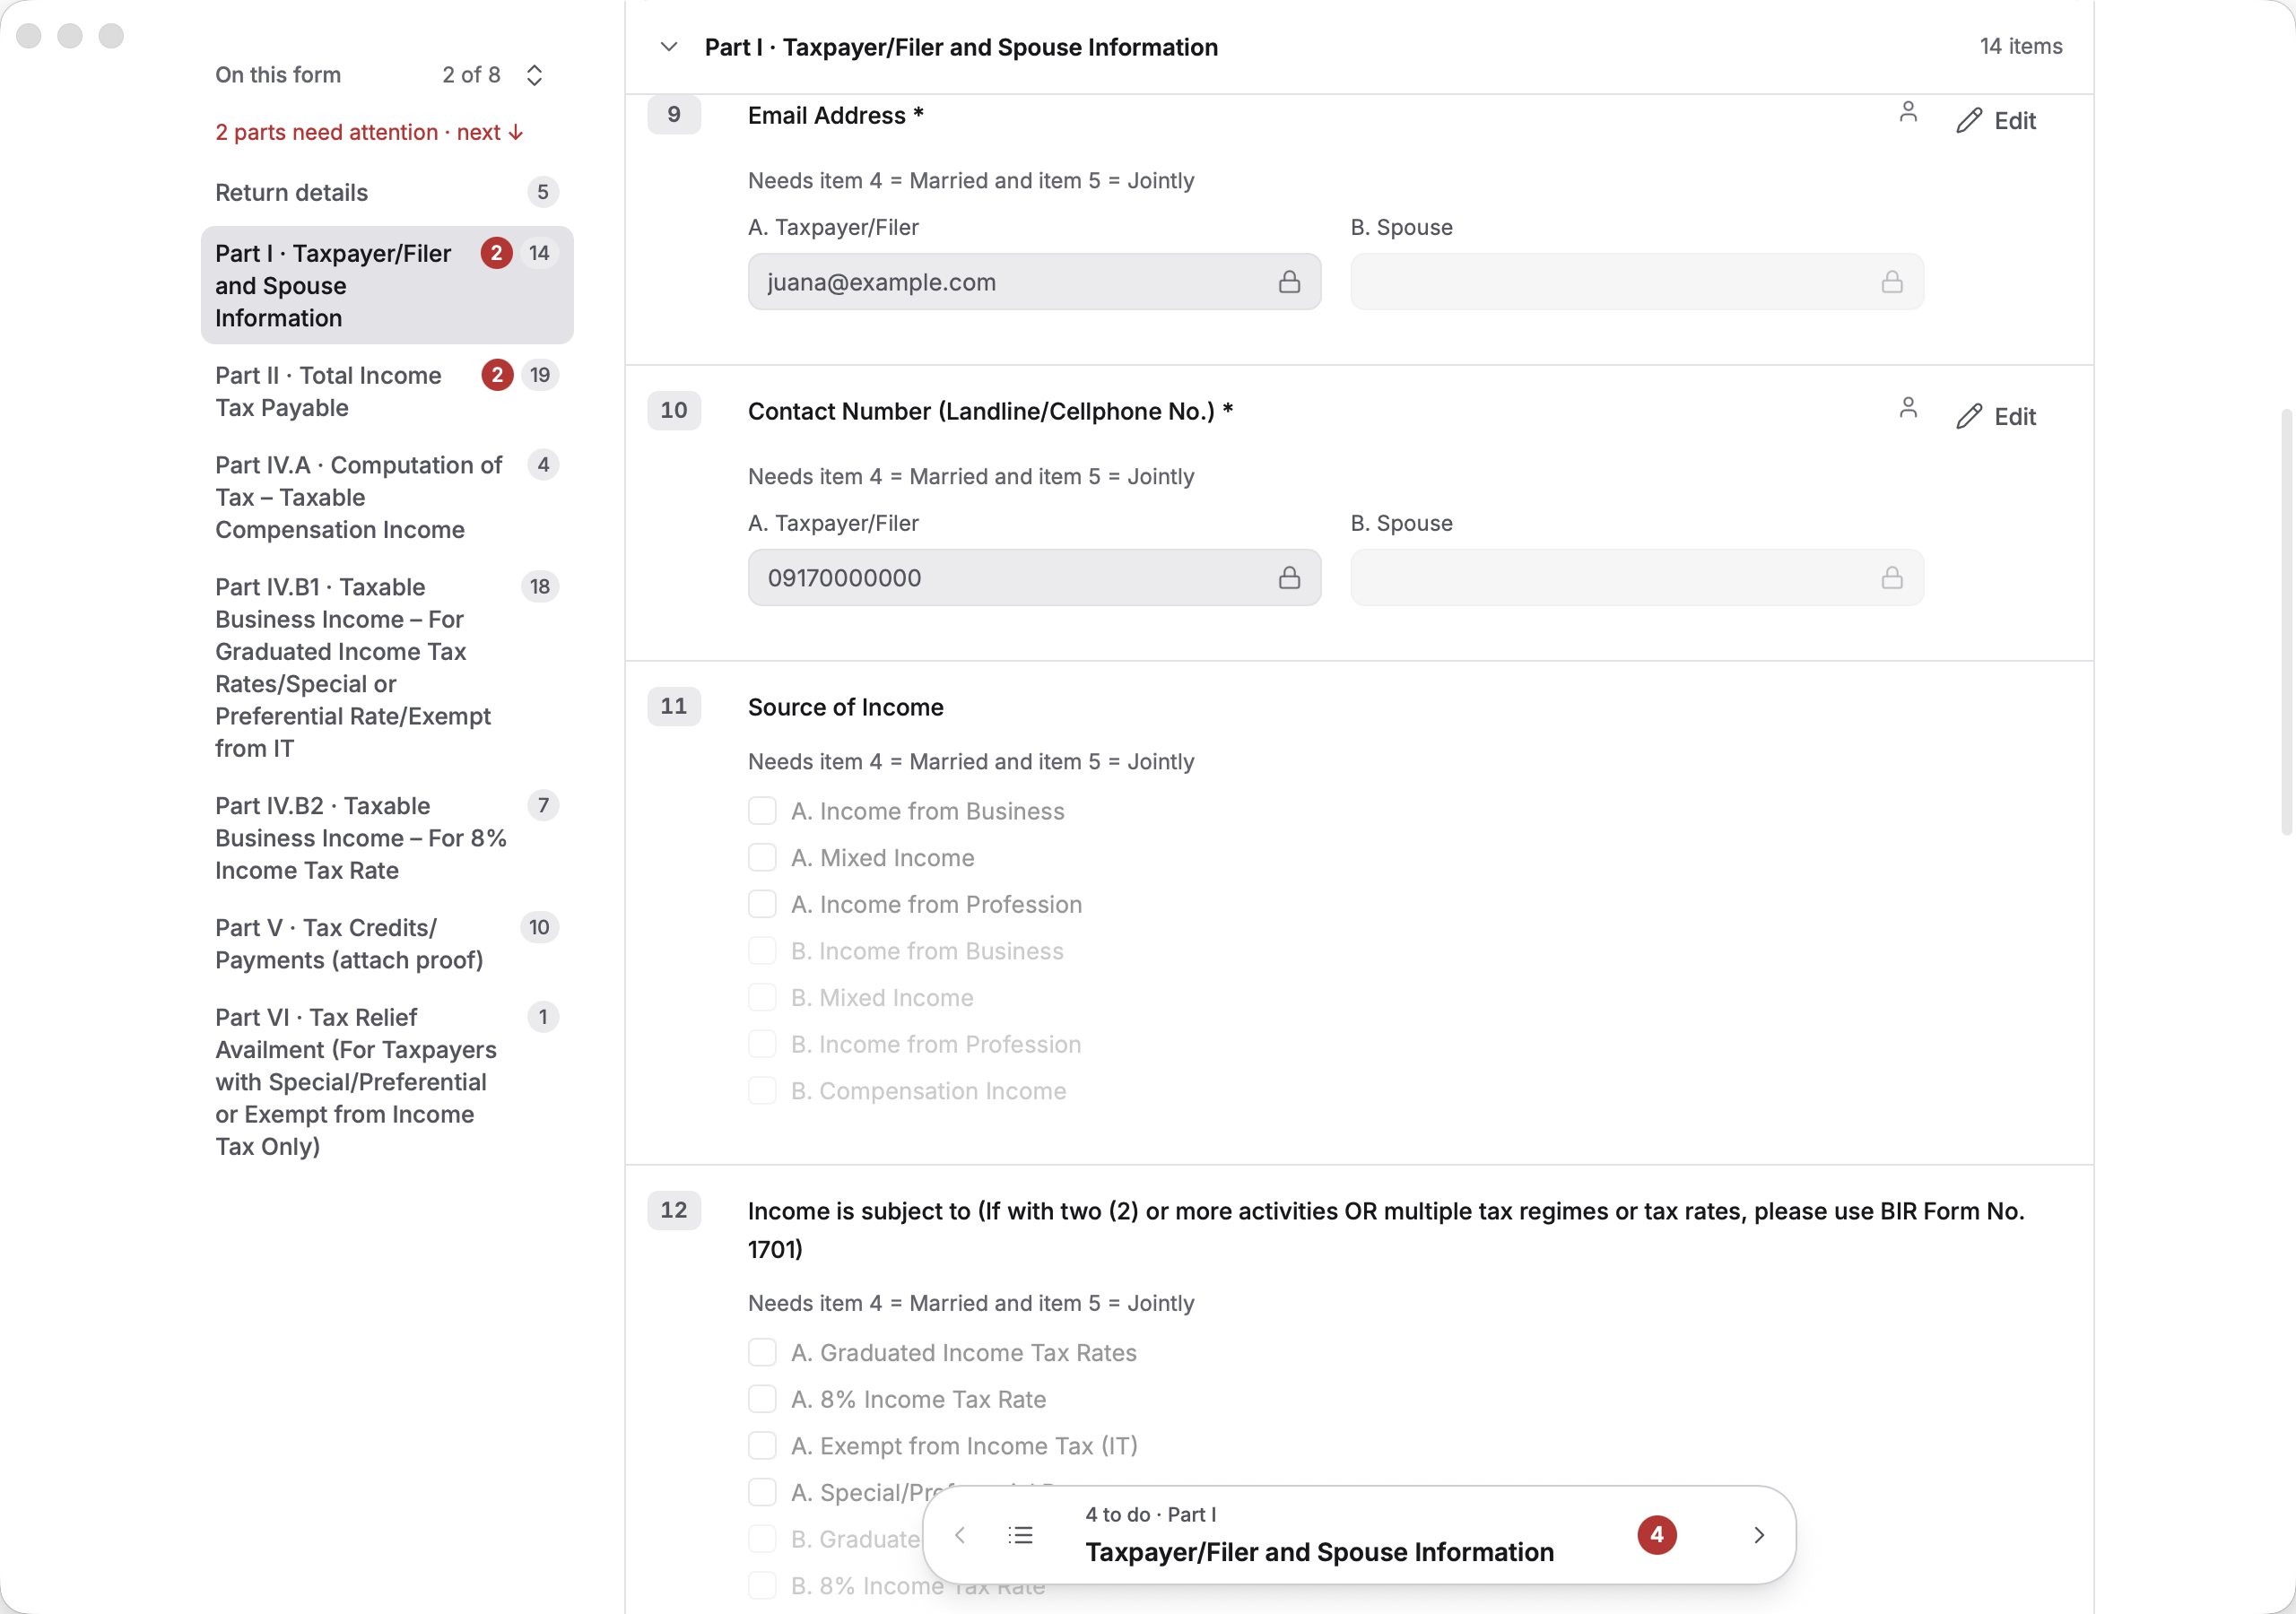 On this form
2 of 8
2 parts need attention · next ↓
Return details
5
Part I · Taxpayer/Filer
and Spouse
Information
2
14
Part II · Total Income
Tax Payable
2
19
Part IV.A · Computation of
Tax – Taxable
Compensation Income
4
Part IV.B1 · Taxable
Business Income – For
Graduated Income Tax
Rates/Special or
Preferential Rate/Exempt
from IT
18
Part IV.B2 · Taxable
Business Income – For 8%
Income Tax Rate
7
Part V · Tax Credits/
Payments (attach proof)
10
Part VI · Tax Relief
Availment (For Taxpayers
with Special/Preferential
or Exempt from Income
Tax Only)
1
Part I · Taxpayer/Filer and Spouse Information
14 items
9
Email Address *
Edit
Needs item 4 = Married and item 5 = Jointly
A. Taxpayer/Filer
B. Spouse
juana@example.com
10
Contact Number (Landline/Cellphone No.) *
Edit
Needs item 4 = Married and item 5 = Jointly
A. Taxpayer/Filer
B. Spouse
09170000000
11
Source of Income
Needs item 4 = Married and item 5 = Jointly
A. Income from Business
A. Mixed Income
A. Income from Profession
B. Income from Business
B. Mixed Income
B. Income from Profession
B. Compensation Income
12
Income is subject to (If with two (2) or more activities OR multiple tax regimes or tax rates, please use BIR Form No.
1701)
Needs item 4 = Married and item 5 = Jointly
A. Graduated Income Tax Rates
A. 8% Income Tax Rate
A. Exempt from Income Tax (IT)
A.
B.
B. 8% Income Tax Rate
4 to do · Part I
Taxpayer/Filer and Spouse Information
4